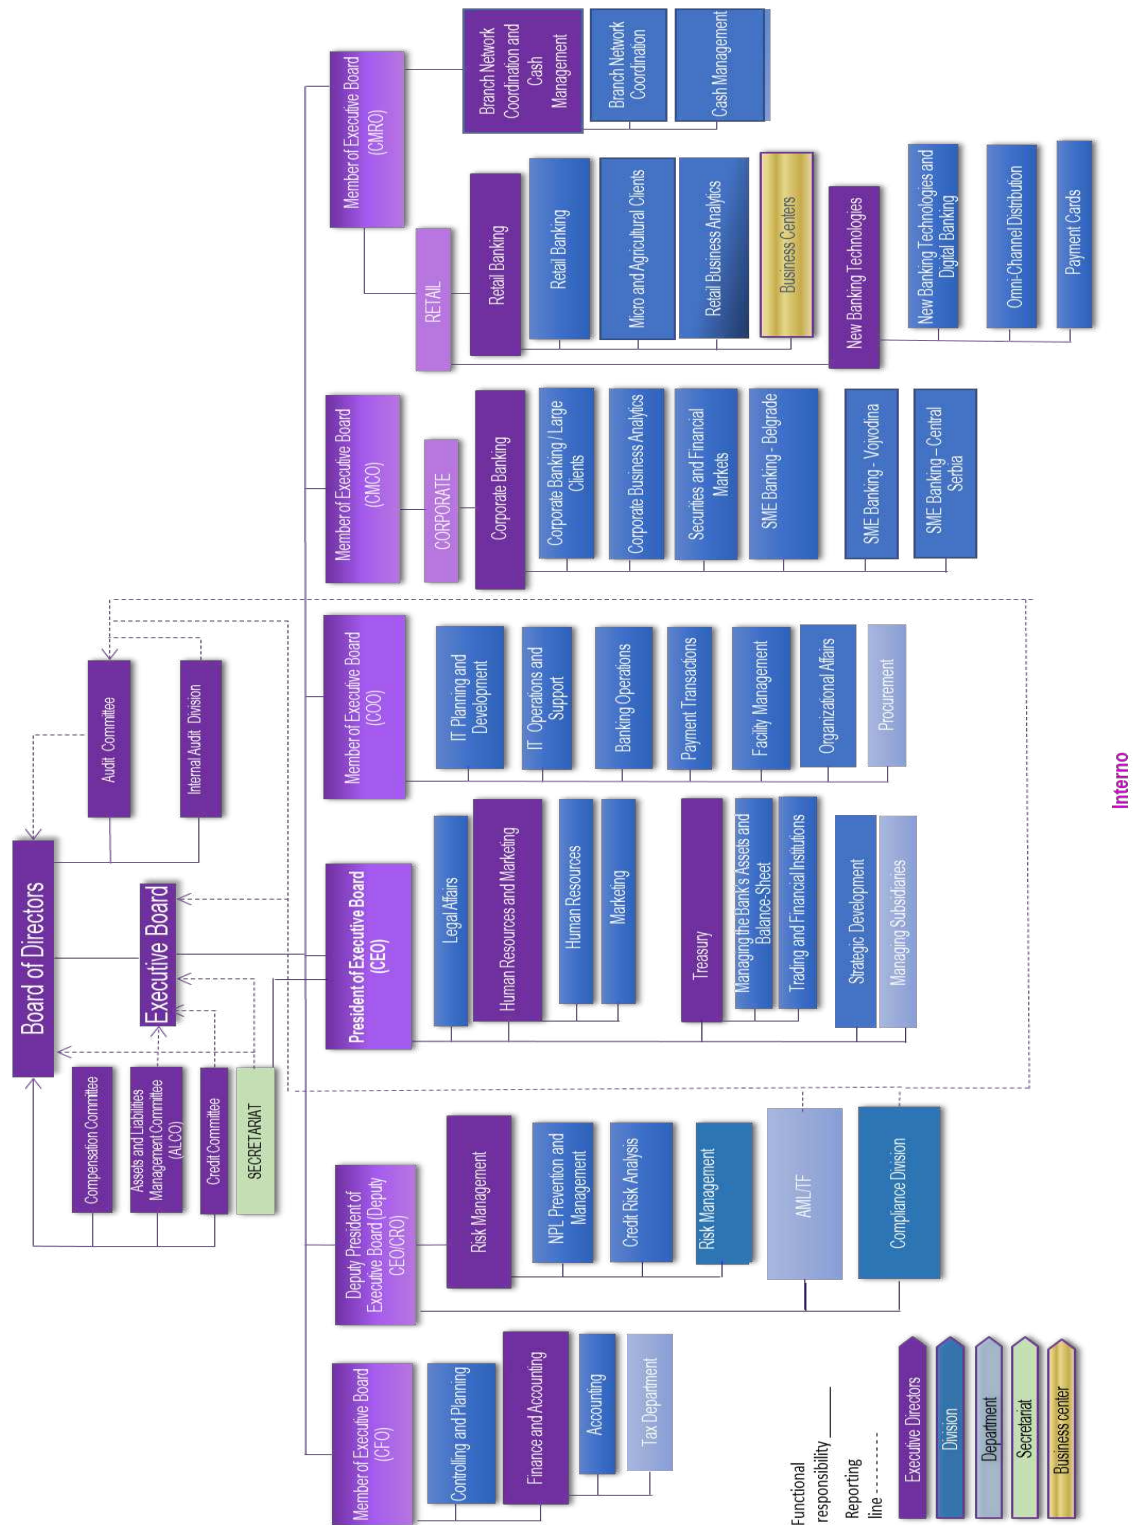 Board of Directors
Audit Committee
Internal Audit Division
Executive Board
Compensation Committee
Assets and Liabilities
Management Committee
(ALCO)
Credit Committee
SECRETARIAT
Member of Executive Board
(CFO)
Controlling and Planning
Finance and Accounting
Accounting
Tax Department
Deputy President of
Executive Board (Deputy
CEO/CRO)
Risk Management
NPL Prevention and
Management
Credit Risk Analysis
Risk Management
AML/TF
Compliance Division
President of Executive Board
(CEO)
Legal Affairs
Human Resources and Marketing
Human Resources
Marketing
Treasury
Managing the Bank's Assets and
Balance-Sheet
Trading and Financial Institutions
Strategic Development
Managing Subsidiaries
Member of Executive Board
(COO)
IT Planning and
Development
IT Operations and
Support
Banking Operations
Payment Transactions
Facility Management
Organizational Affairs
Procurement
Member of Executive Board
(CMCO)
CORPORATE
Corporate Banking
Corporate Banking / Large
Clients
Corporate Business Analytics
Securities and Financial
Markets
SME Banking - Belgrade
SME Banking - Vojvodina
SME Banking – Central
Serbia
Member of Executive Board
(CMRO)
RETAIL
Retail Banking
Retail Banking
Micro and Agricultural Clients
Retail Business Analytics
Business Centers
New Banking Technologies
New Banking Technologies and
Digital Banking
Omni-Channel Distribution
Payment Cards
Branch Network
Coordination and
Cash
Management
Branch Network
Coordination
Cash Management
Functional
responsibility
Reporting
line
Executive Directors
Division
Department
Secretariat
Business center
Interno